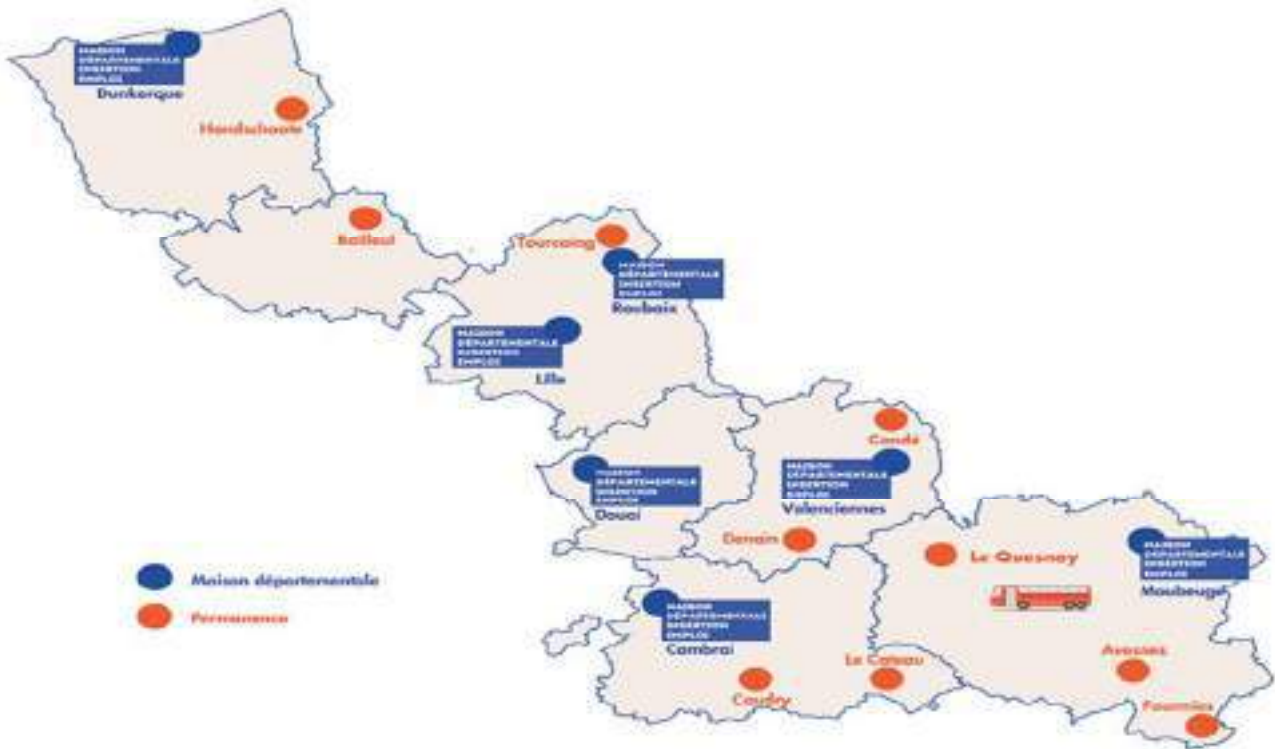 MAISON
DÉPARTEMENTALE
INSERTION
EMPLOI
Dunkerque
Hondschoote
Bailleul
Tourcoing
MAISON
DÉPARTEMENTALE
INSERTION
EMPLOI
Roubaix
MAISON
DÉPARTEMENTALE
INSERTION
EMPLOI
Lille
Condé
MAISON
DÉPARTEMENTALE
INSERTION
EMPLOI
Valenciennes
MAISON
DÉPARTEMENTALE
INSERTION
EMPLOI
Douai
Denain
Le Quesnoy
MAISON
DÉPARTEMENTALE
INSERTION
EMPLOI
Maubeuge
Maison départementale
Permanence
MAISON
DÉPARTEMENTALE
INSERTION
EMPLOI
Cambrai
Le Cateau
Caudry
Avesnes
Fourmies